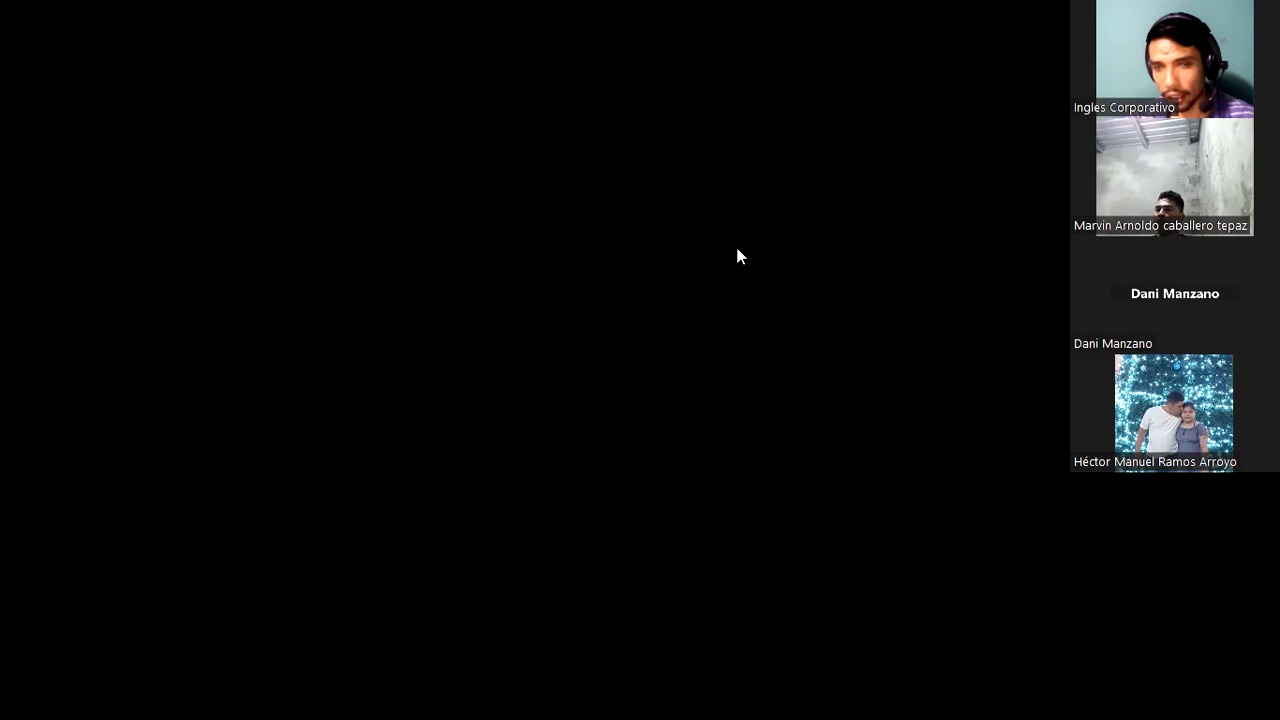 Ingles Corporativo
Marvin Arnoldo caballero tepaz
Dani Manzano
Dani Manzano
Héctor Manuel Ramos Arroyo